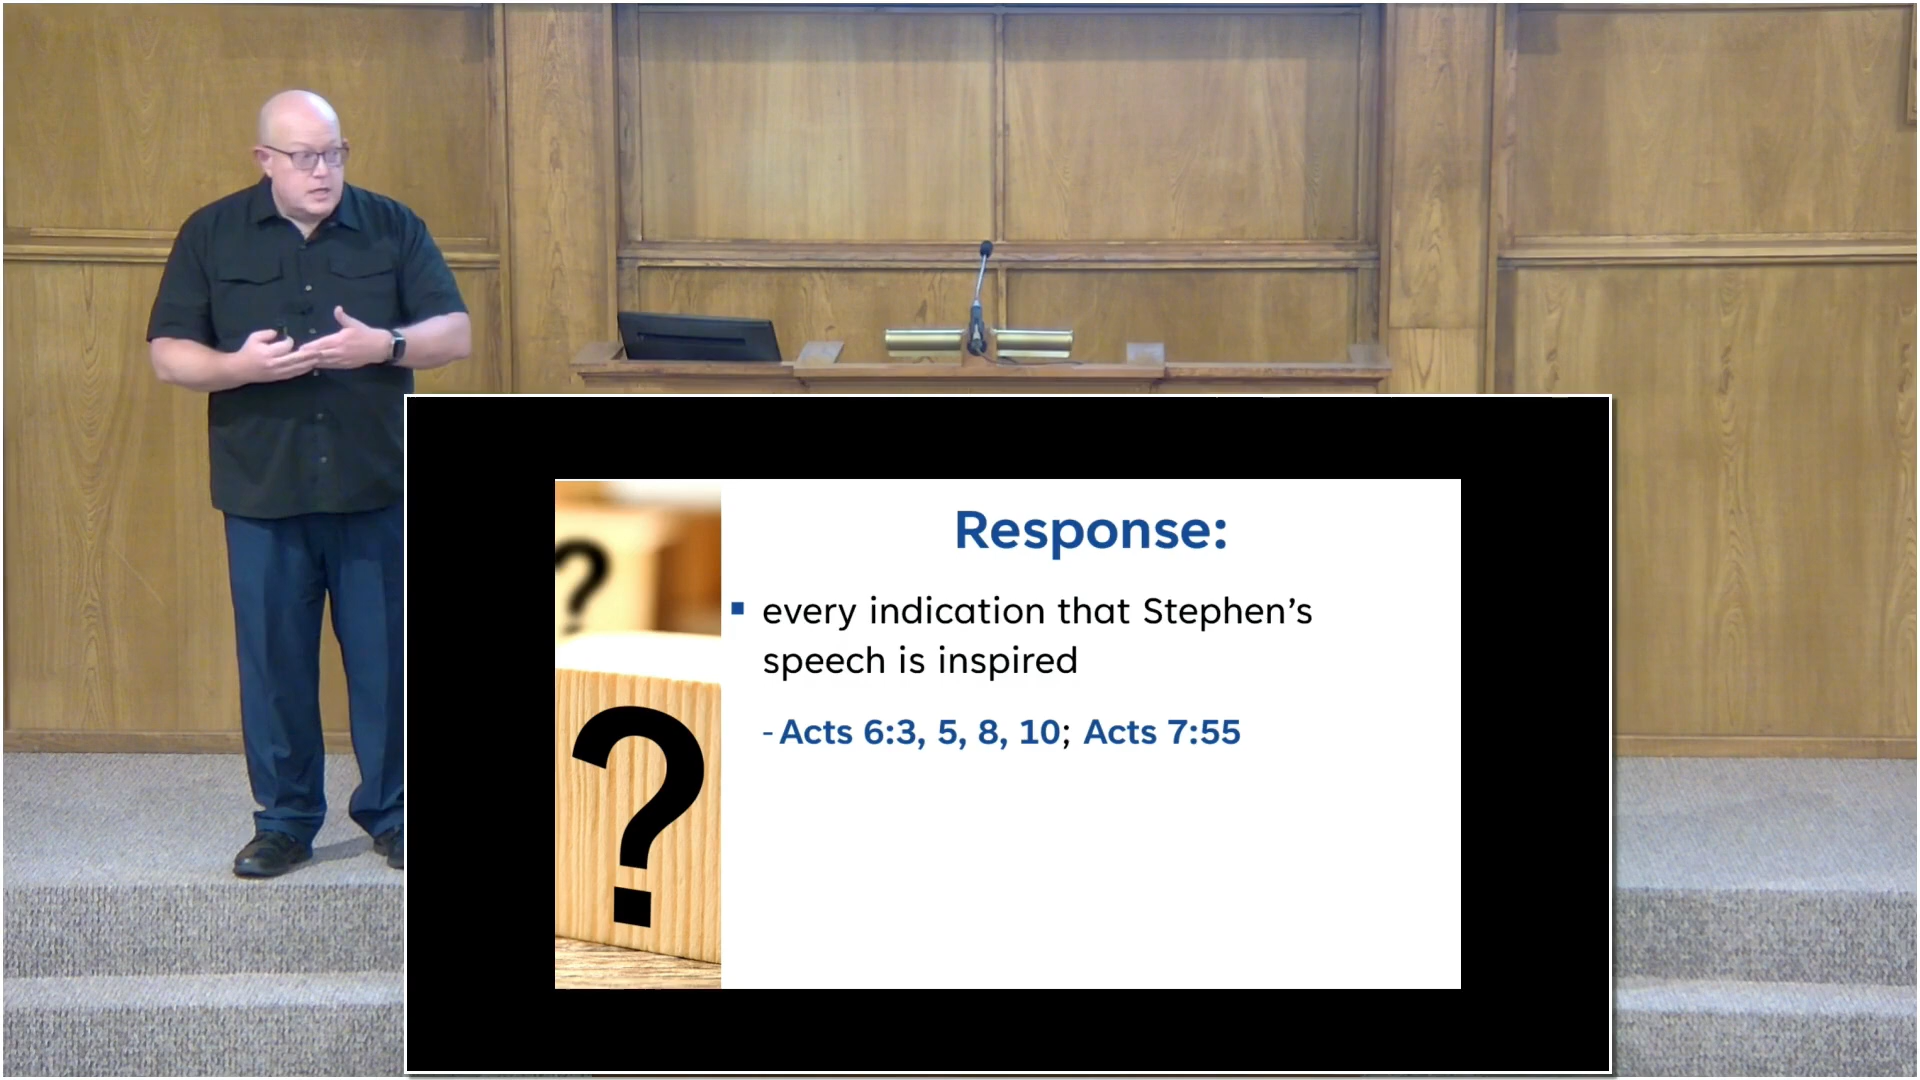 Response:
▪ every indication that Stephen’s
speech is inspired
- Acts 6:3, 5, 8, 10; Acts 7:55
?
?